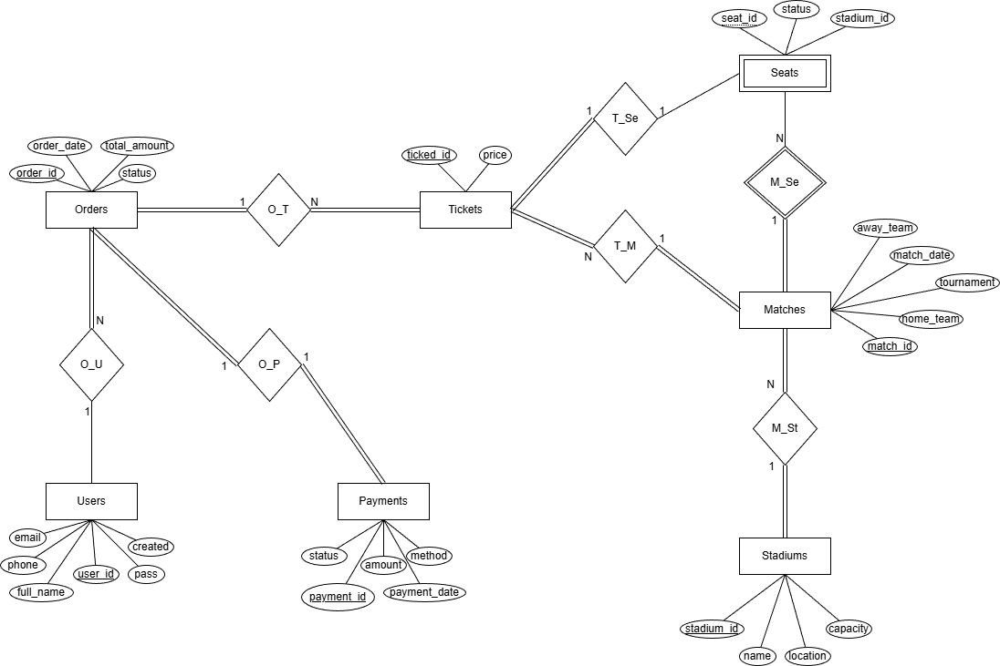 status
seat_id
stadium_id
Seats
1
T_Se
1
N
M_Se
1
order_date
total_amount
order_id
status
Orders
1
O_T
N
ticked_id
price
Tickets
N
T_M
1
away_team
match_date
tournament
home_team
match_id
Matches
N
O_U
1
1
O_P
1
N
M_St
1
Users
email
phone
full_name
user_id
pass
created
Payments
status
amount
method
payment_id
payment_date
Stadiums
stadium_id
name
location
capacity